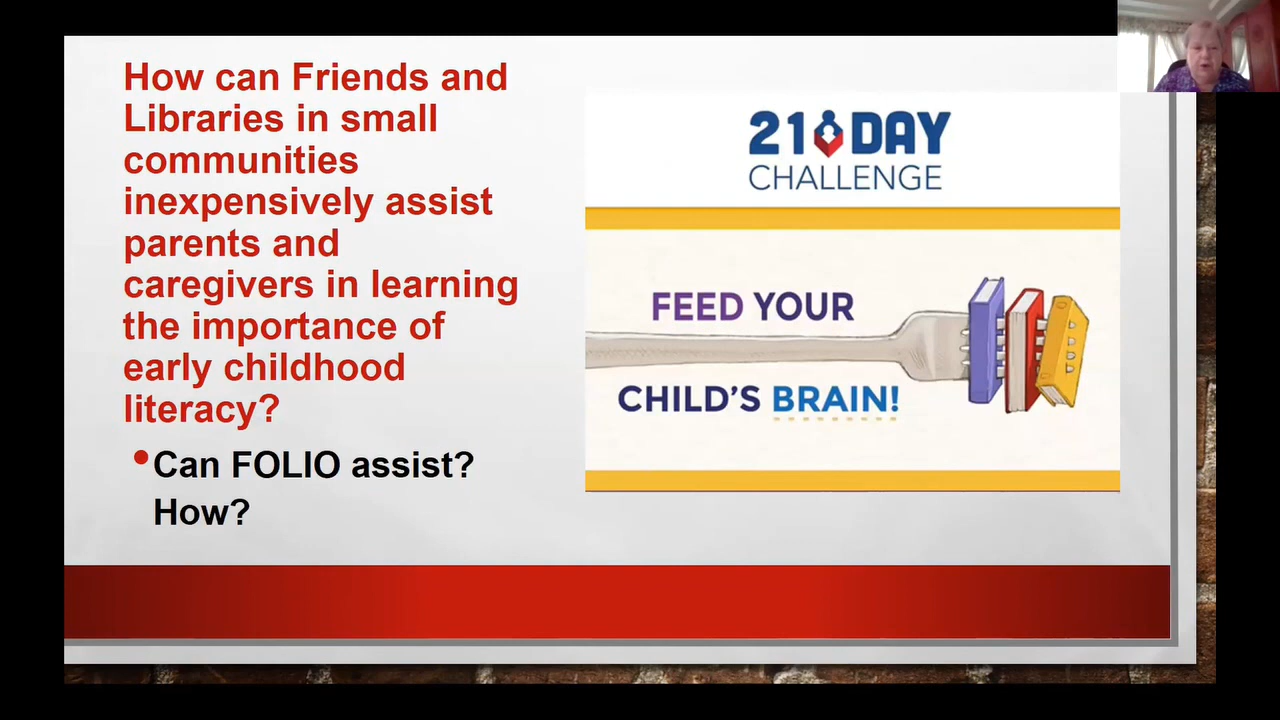 How can Friends and
Libraries in small
communities
inexpensively assist
parents and
caregivers in learning
the importance of
early childhood
literacy?
•Can FOLIO assist?
How?
21 DAY
CHALLENGE
FEED YOUR
CHILD'S BRAIN!